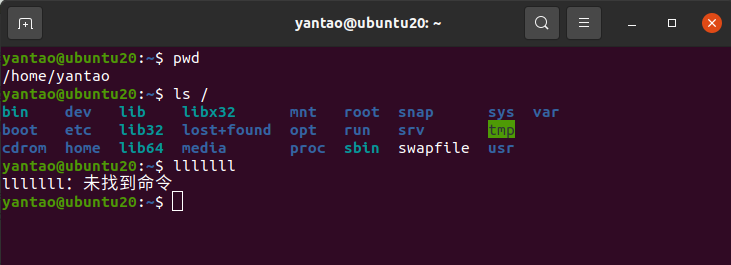 yantao@ubuntu20: ~
yantao@ubuntu20:~$ pwd
/home/yantao
yantao@ubuntu20:~$ ls /
bin dev lib libx32 mnt root snap sys var
boot etc lib32 lost+found opt run srv tmp
cdrom home lib64 media proc sbin swapfile usr
yantao@ubuntu20:~$ lllllll
lllllll：未找到命令
yantao@ubuntu20:~$